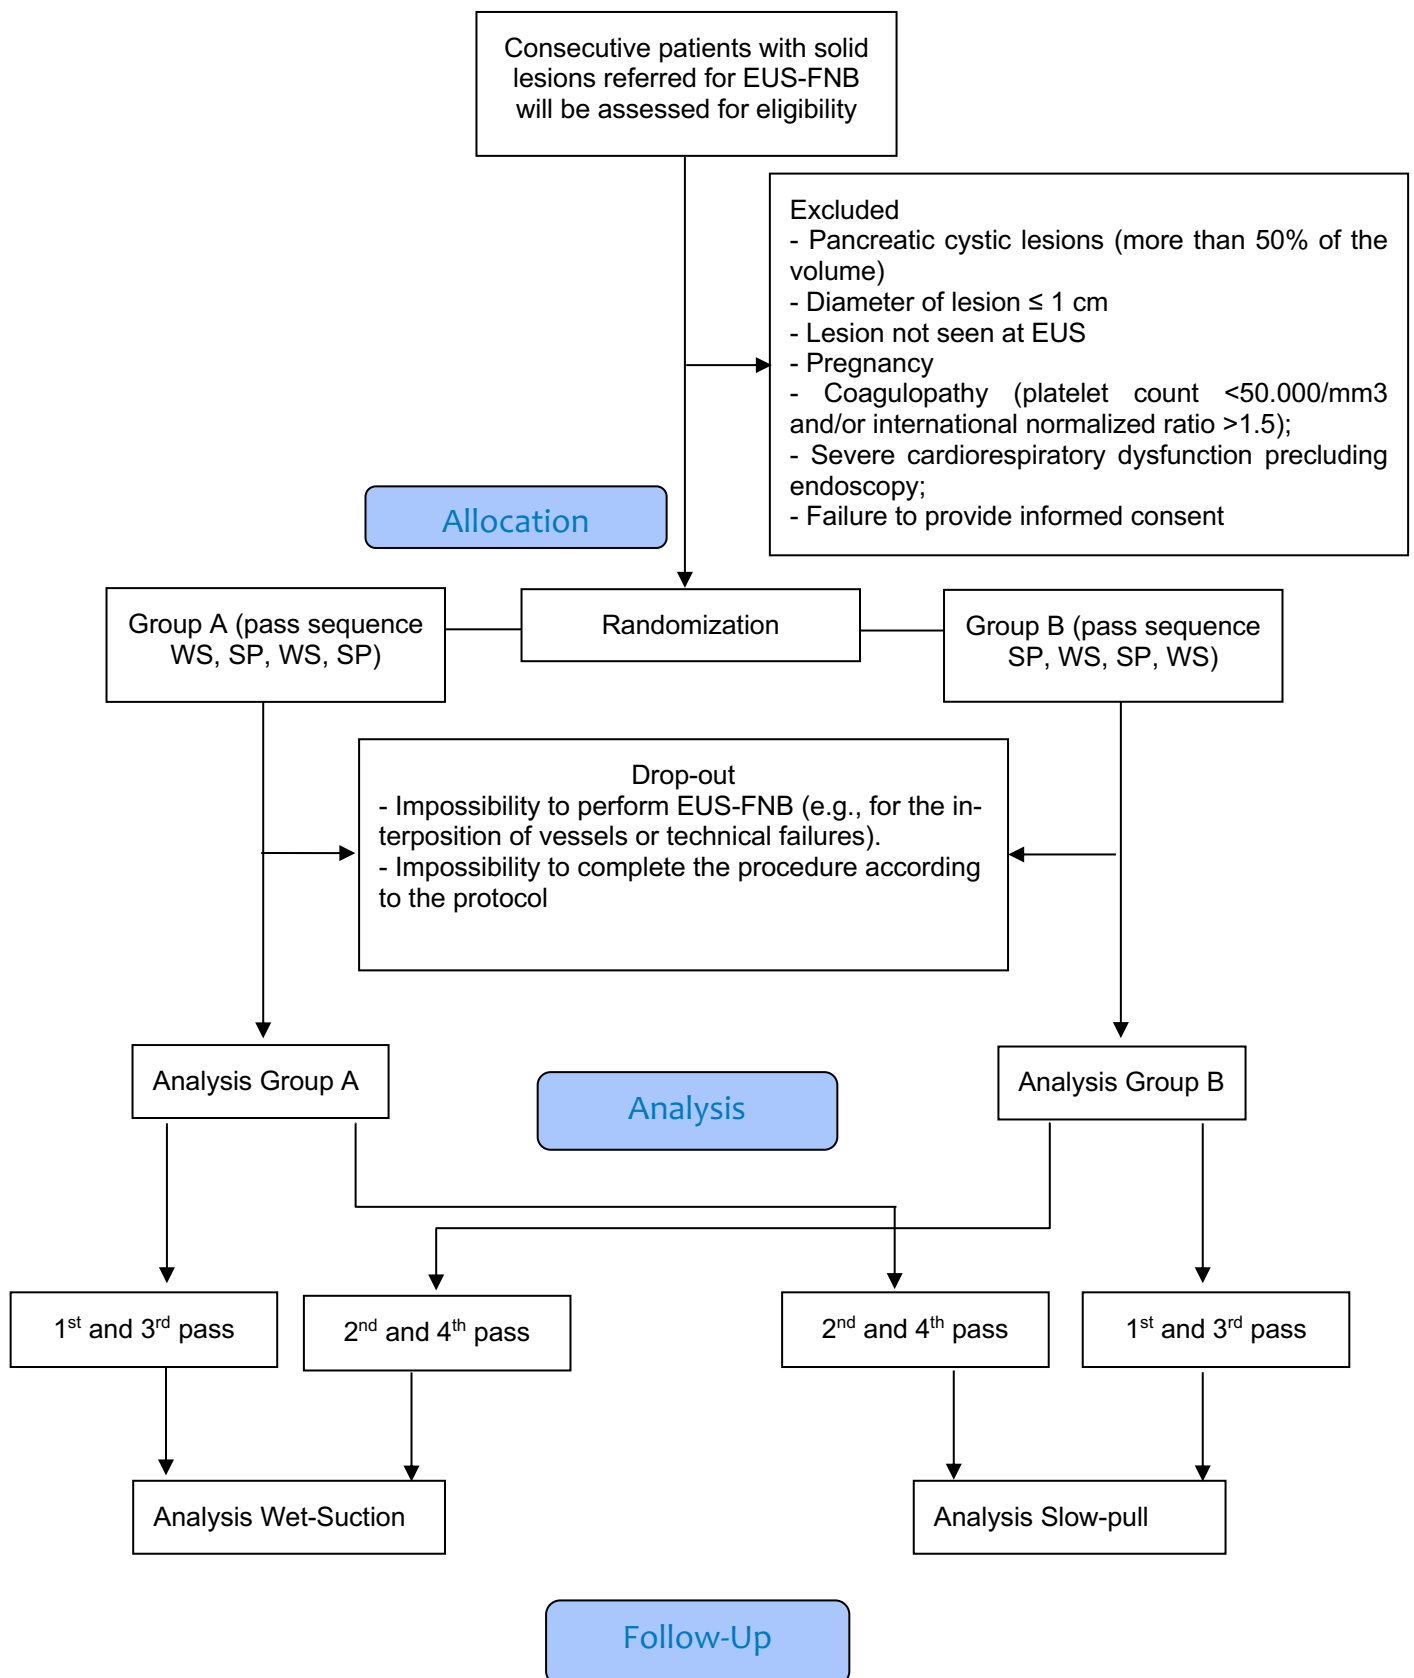 Consecutive patients with solid
lesions referred for EUS-FNB
will be assessed for eligibility
Excluded
- Pancreatic cystic lesions (more than 50% of the
volume)
- Diameter of lesion ≤ 1 cm
- Lesion not seen at EUS
- Pregnancy
- Coagulopathy (platelet count <50.000/mm3
and/or international normalized ratio >1.5);
- Severe cardiorespiratory dysfunction precluding
endoscopy;
- Failure to provide informed consent
Allocation
Group A (pass sequence
WS, SP, WS, SP)
Randomization
Group B (pass sequence
SP, WS, SP, WS)
Drop-out
- Impossibility to perform EUS-FNB (e.g., for the in-
terposition of vessels or technical failures).
- Impossibility to complete the procedure according
to the protocol
Analysis Group A
Analysis Group B
Analysis
1st and 3rd pass
2nd and 4th pass
2nd and 4th pass
1st and 3rd pass
Analysis Wet-Suction
Analysis Slow-pull
Follow-Up